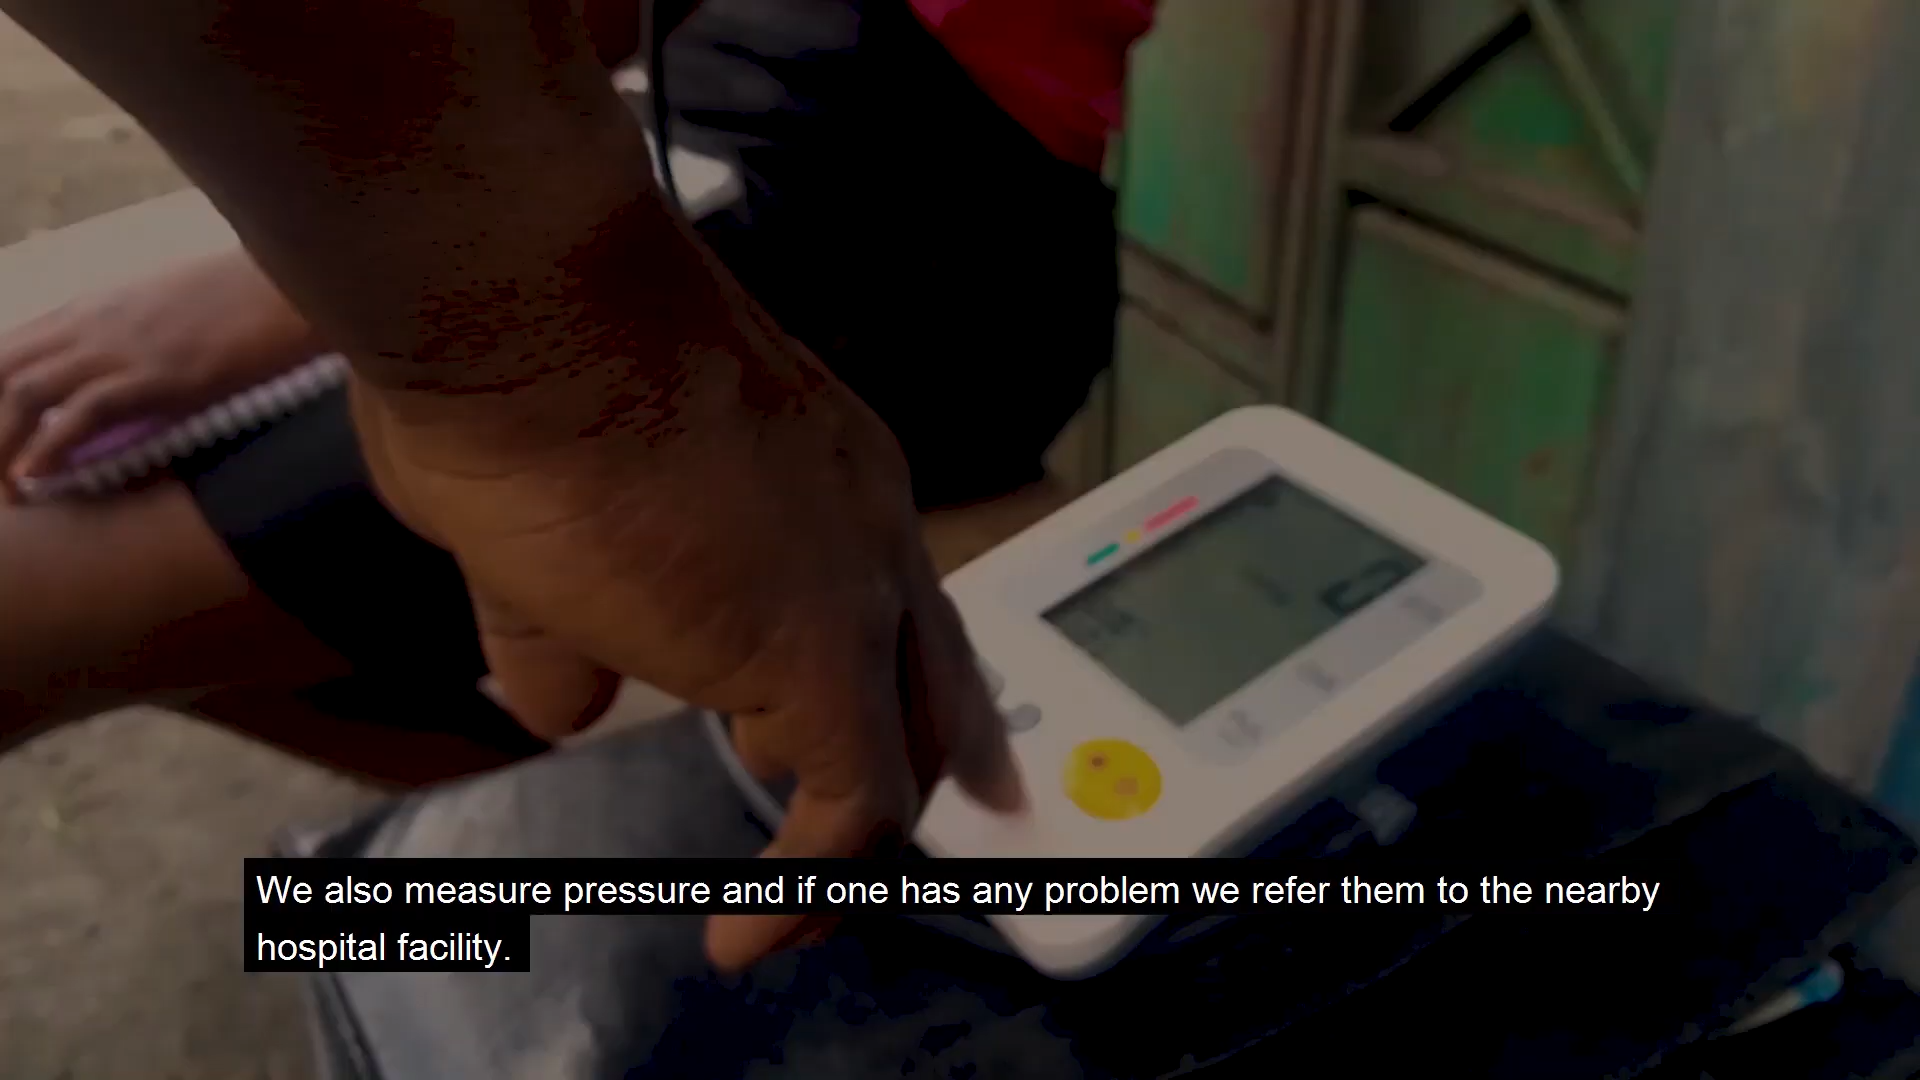 We also measure pressure and if one has any problem we refer them to the nearby
hospital facility.